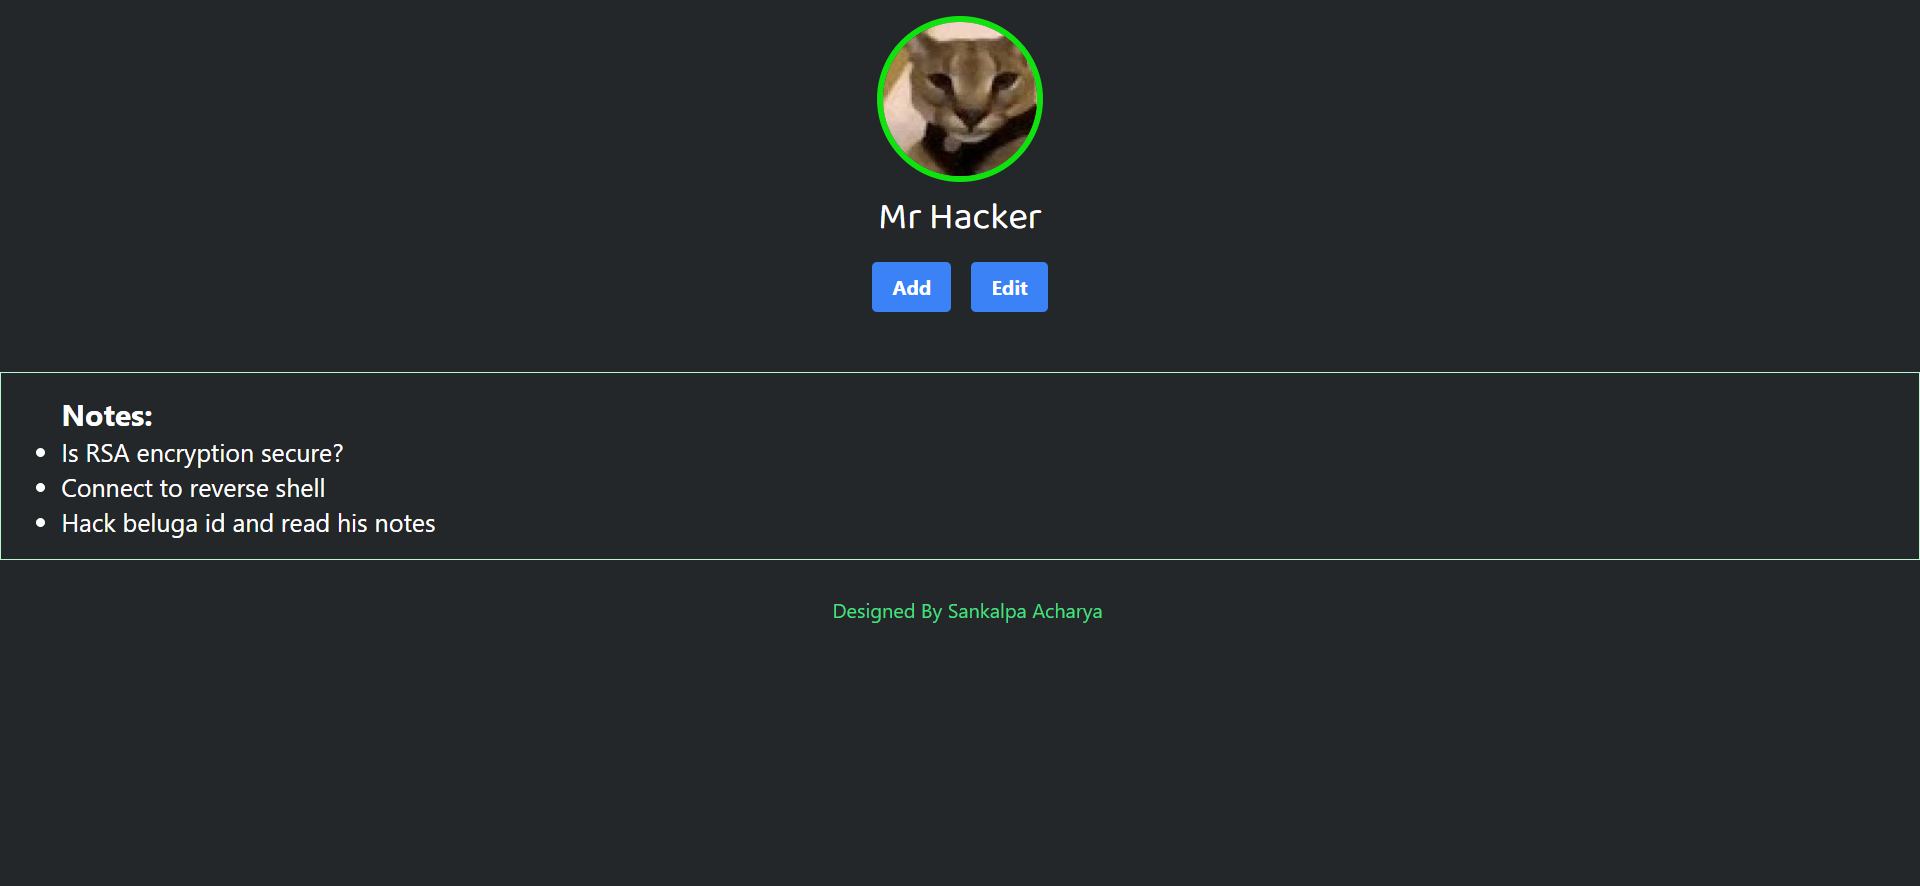 Mr Hacker
Add Edit
Notes:
Is RSA encryption secure?
Connect to reverse shell
Hack beluga id and read his notes
Designed By Sankalpa Acharya